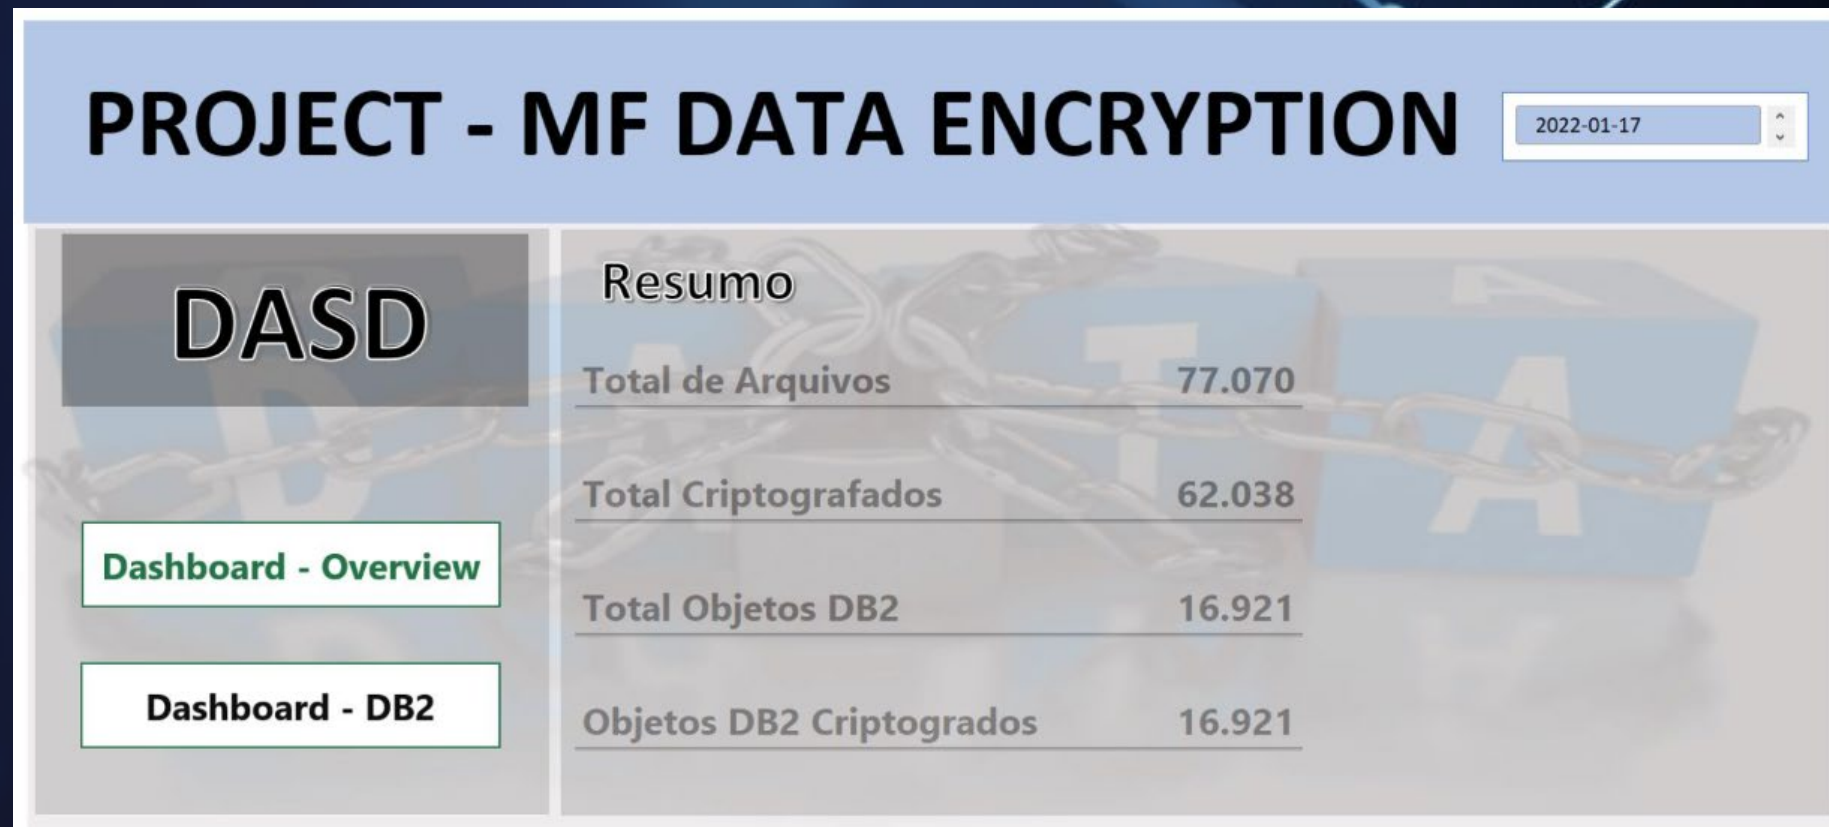 PROJECT - MF DATA ENCRYPTION
2022-01-17
DASD
Dashboard - Overview
Dashboard - DB2
Resumo
Total de Arquivos 77.070
Total Criptografados 62.038
Total Objetos DB2 16.921
Objetos DB2 Criptogrados 16.921
D A T A